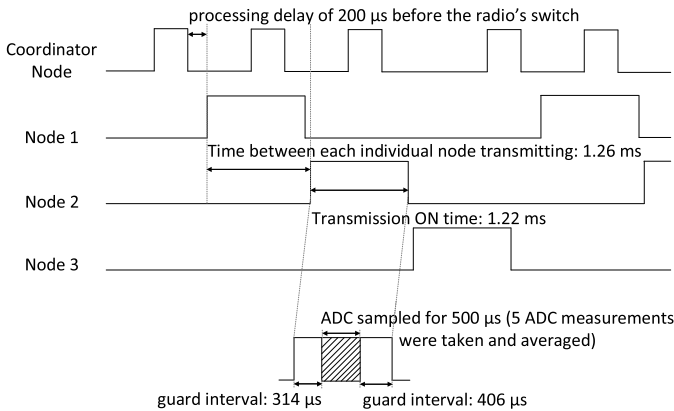 processing delay of 200 µs before the radio's switch
Coordinator
Node
Node 1
Time between each individual node transmitting: 1.26 ms
Node 2
Transmission ON time: 1.22 ms
Node 3
ADC sampled for 500 µs (5 ADC measurements
were taken and averaged)
guard interval: 314 µs
guard interval: 406 µs